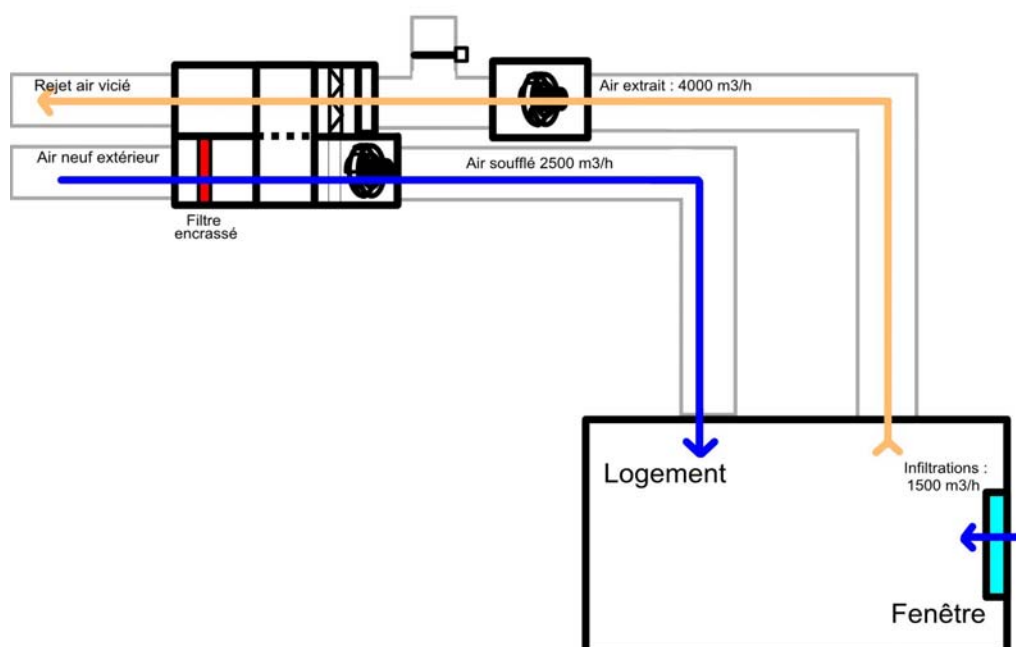 Rejet air vicié
Air extrait : 4000 m3/h
Air neuf extérieur
Air soufflé 2500 m3/h
Filtre
encrassé
Logement
Infiltrations :
1500 m3/h
Fenêtre